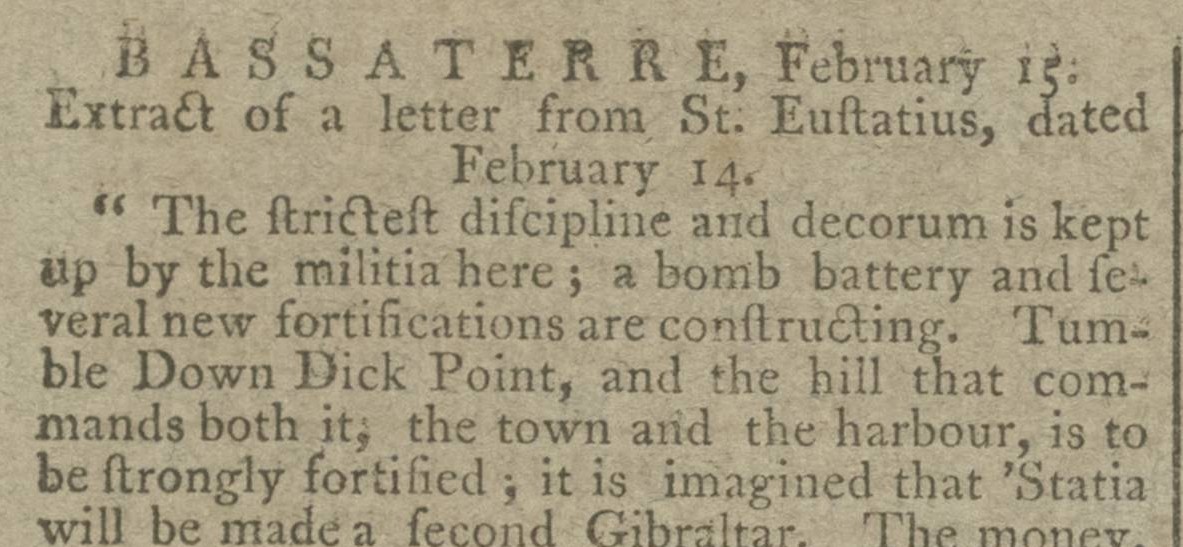 BASSATERRE, February 15.
Extract of a letter from St. Euſtatius, dated
February 14.
“ The ſtricteſt diſcipline and decorum is kept
up by the militia here ; a bomb battery and ſe-
veral new fortifications are conſtructing. Tum-
ble Down Dick Point, and the hill that com-
mands both it, the town and the harbour, is to
be ſtrongly fortified ; it is imagined that 'Statia
will be made a ſecond Gibraltar. The money,